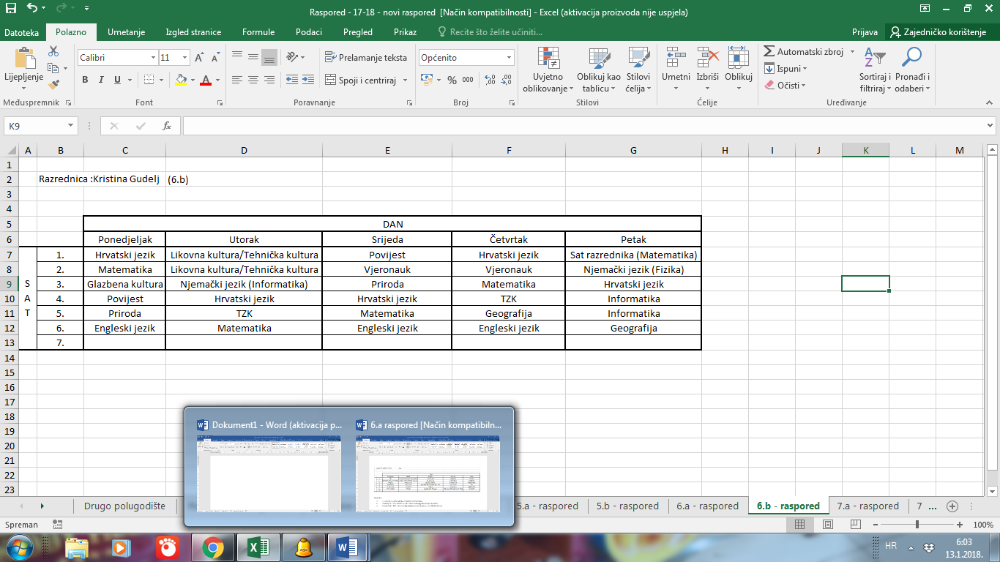 Raspored - 17-18 - novi raspored [Način kompatibilnosti] - Excel (aktivacija proizvoda nije uspjela)
Datoteka Polazno Umetanje Izgled stranice Formule Podaci Pregled Prikaz Recite što želite učiniti... Prijava Zajedničko korištenje
Lijepljenje
Calibri 11
B I U
Prelamanje teksta
Spoji i centriraj
Općenito
% 000
Uvjetno oblikovanje
Oblikuj kao tablicu
Stilovi ćelija
Umetni Izbriši Oblikuj
Automatski zbroj
Ispuni
Očisti
Sortiraj i filtriraj
Pronađi i odaberi
Međuspremnik Font Poravnanje Broj Stilovi Ćelije Uređivanje
K9 fx
A B C D E F G H I J K L M
1
2 Razrednica :Kristina Gudelj (6.b)
3
4
5 DAN
6 Ponedjeljak Utorak Srijeda Četvrtak Petak
7 1. Hrvatski jezik Likovna kultura/Tehnička kultura Povijest Hrvatski jezik Sat razrednika (Matematika)
8 2. Matematika Likovna kultura/Tehnička kultura Vjeronauk Vjeronauk Njemački jezik (Fizika)
9 S 3. Glazbena kultura Njemački jezik (Informatika) Priroda Matematika Hrvatski jezik
10 A 4. Povijest Hrvatski jezik Hrvatski jezik TZK Informatika
11 T 5. Priroda TZK Matematika Geografija Informatika
12 6. Engleski jezik Matematika Engleski jezik Engleski jezik Geografija
13 7.
14
15
16
17
18
19
20
21
22
23
Dokument1 - Word (aktivacija p... 6.a raspored [Način kompatibiln...
Drugo polugodište 5.a - raspored 5.b - raspored 6.a - raspored 6.b - raspored 7.a - raspored 7 ...
Spreman 100%
HR 6:03
13.1.2018.